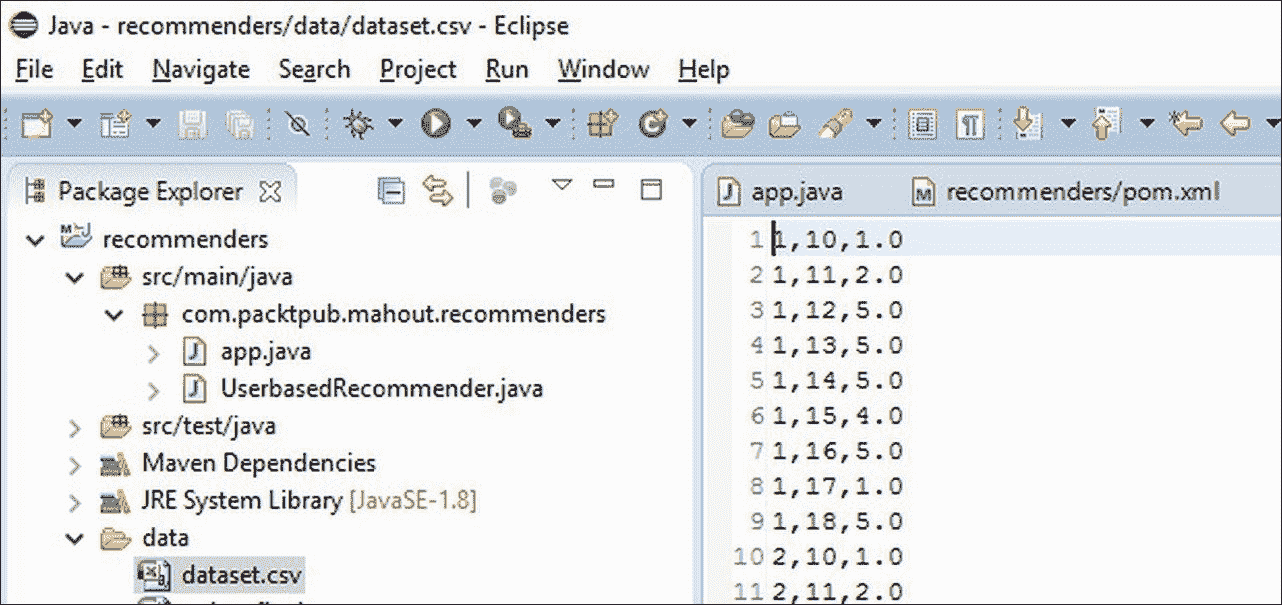 Java - recommenders/data/dataset.csv - Eclipse
File Edit Navigate Search Project Run Window Help
Package Explorer
recommenders
src/main/java
com.packtpub.mahout.recommenders
app.java
UserbasedRecommender.java
src/test/java
Maven Dependencies
JRE System Library [JavaSE-1.8]
data
dataset.csv
app.java recommenders/pom.xml
1 1,10,1.0
2 1,11,2.0
3 1,12,5.0
4 1,13,5.0
5 1,14,5.0
6 1,15,4.0
7 1,16,5.0
8 1,17,1.0
9 1,18,5.0
10 2,10,1.0
11 2,11,2.0